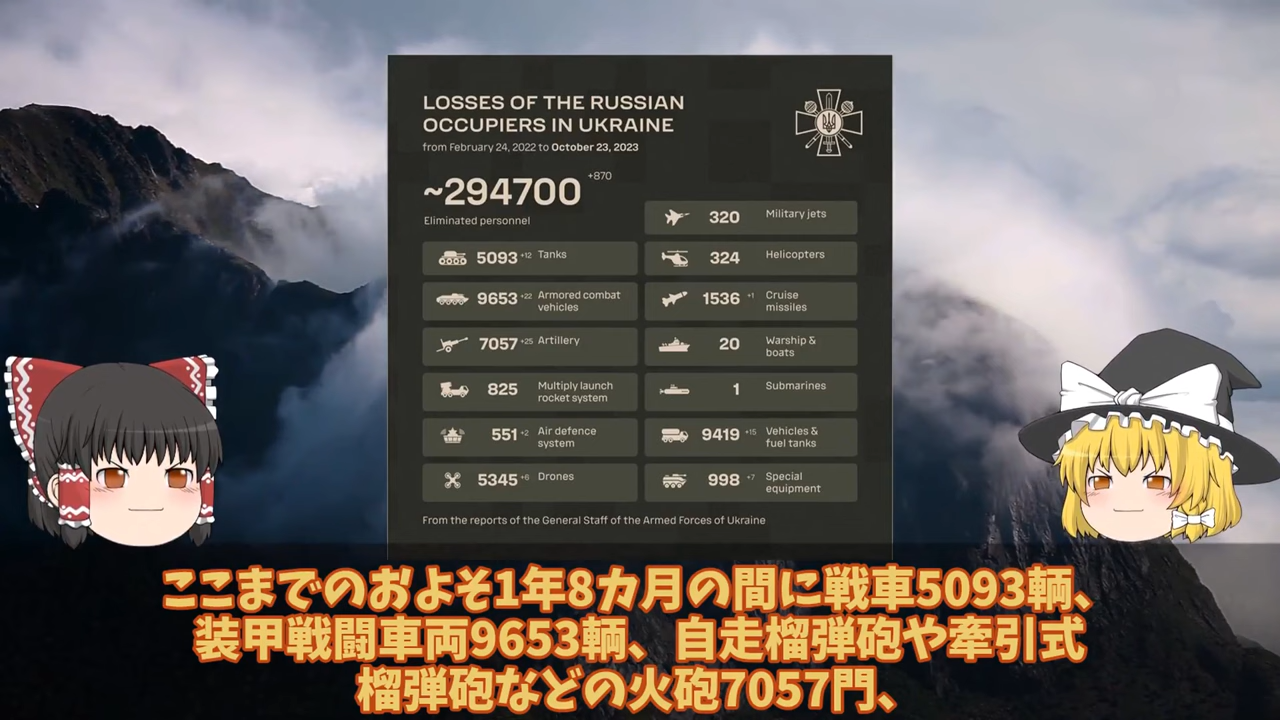 LOSSES OF THE RUSSIAN
OCCUPIERS IN UKRAINE
from February 24, 2022 to October 23, 2023
~294700 +870
Eliminated personnel
320 Military jets
5093 +12 Tanks
324 Helicopters
9653 +22 Armored combat
vehicles
1536 +1 Cruise
missiles
7057 +25 Artillery
20 Warship &
boats
825 Multiply launch
rocket system
1 Submarines
551 +2 Air defence
system
9419 +15 Vehicles &
fuel tanks
5345 +6 Drones
998 +7 Special
equipment
From the reports of the General Staff of the Armed Forces of Ukraine
ここまでのおよそ1年8カ月の間に戦車5093輌、
装甲戦闘車両9653輌、自走榴弾砲や牽引式
榴弾砲などの火砲7057門、